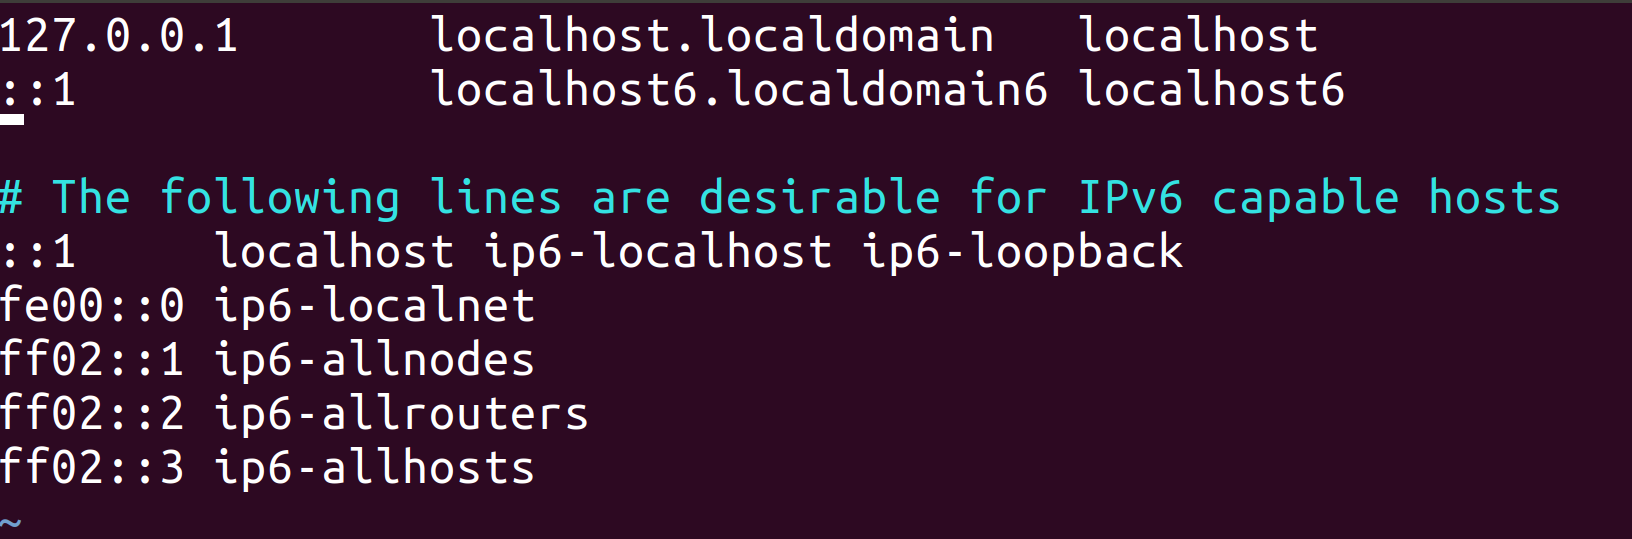 127.0.0.1       localhost.localdomain   localhost
::1             localhost6.localdomain6 localhost6

# The following lines are desirable for IPv6 capable hosts
::1     localhost ip6-localhost ip6-loopback
fe00::0 ip6-localnet
ff02::1 ip6-allnodes
ff02::2 ip6-allrouters
ff02::3 ip6-allhosts
~